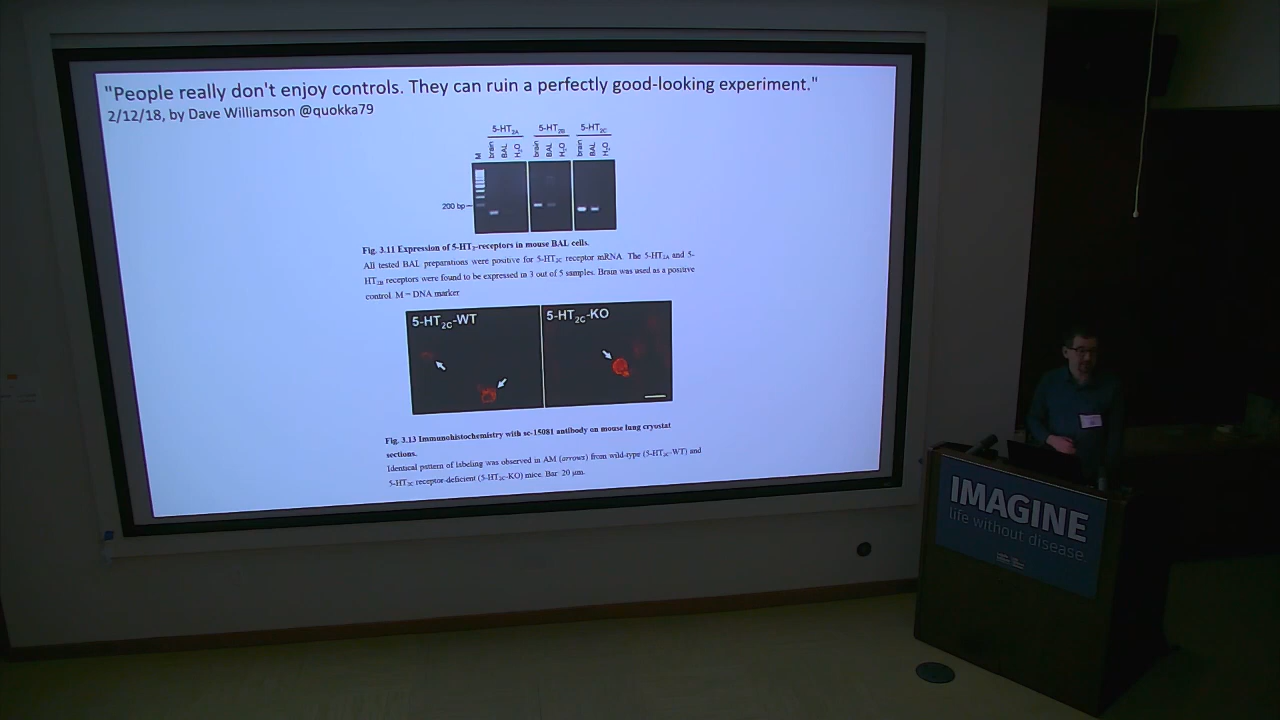 "People really don't enjoy controls. They can ruin a perfectly good-looking experiment."
2/12/18, by Dave Williamson @quokka79
5-HT2A 5-HT2B 5-HT2C
M brain BAL H2O brain BAL H2O brain BAL H2O
200 bp
Fig. 3.11 Expression of 5-HT2-receptors in mouse BAL cells.
All tested BAL preparations were positive for 5-HT2C receptor mRNA. The 5-HT2A and 5-
HT2B receptors were found to be expressed in 3 out of 5 samples. Brain was used as a positive
control. M – DNA marker
5-HT2C-WT 5-HT2C-KO
Fig. 3.13 Immunohistochemistry with sc-15081 antibody on mouse lung cryostat
sections.
Identical pattern of labeling was observed in AM (arrows) from wild-type (5-HT2C-WT) and
5-HT2C receptor-deficient (5-HT2C-KO) mice. Bar: 20 µm.
IMAGINE
life without disease.